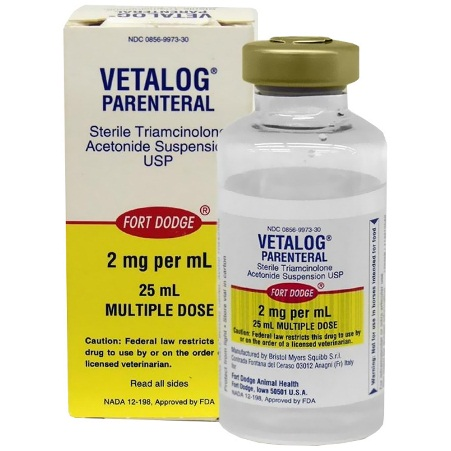 NDC 0856-9973-30
VETALOG®
PARENTERAL
Sterile Triamcinolone
Acetonide Suspension
USP
FORT DODGE®
2 mg per mL
25 mL
MULTIPLE DOSE
Caution: Federal law restricts
drug to use by or on the order
licensed veterinarian.
Read all sides
NADA 12-198, Approved by FDA
NDC 0856-9973-30
VETALOG®
PARENTERAL
Sterile Triamcinolone
Acetonide Suspension USP
FORT DODGE®
2 mg per mL
25 mL MULTIPLE DOSE
Caution: Federal law restricts this drug to use by
or on the order of a licensed veterinarian.
Manufactured by Bristol Myers Squibb S.r.l.
Contrada Fontana del Ceraso 03012 Anagni (Fr) Italy
Fort Dodge Animal Health
Fort Dodge, Iowa 50501 U.S.A.
NADA 12-198, Approved by FDA
Warning: Not for use in horses intended for food